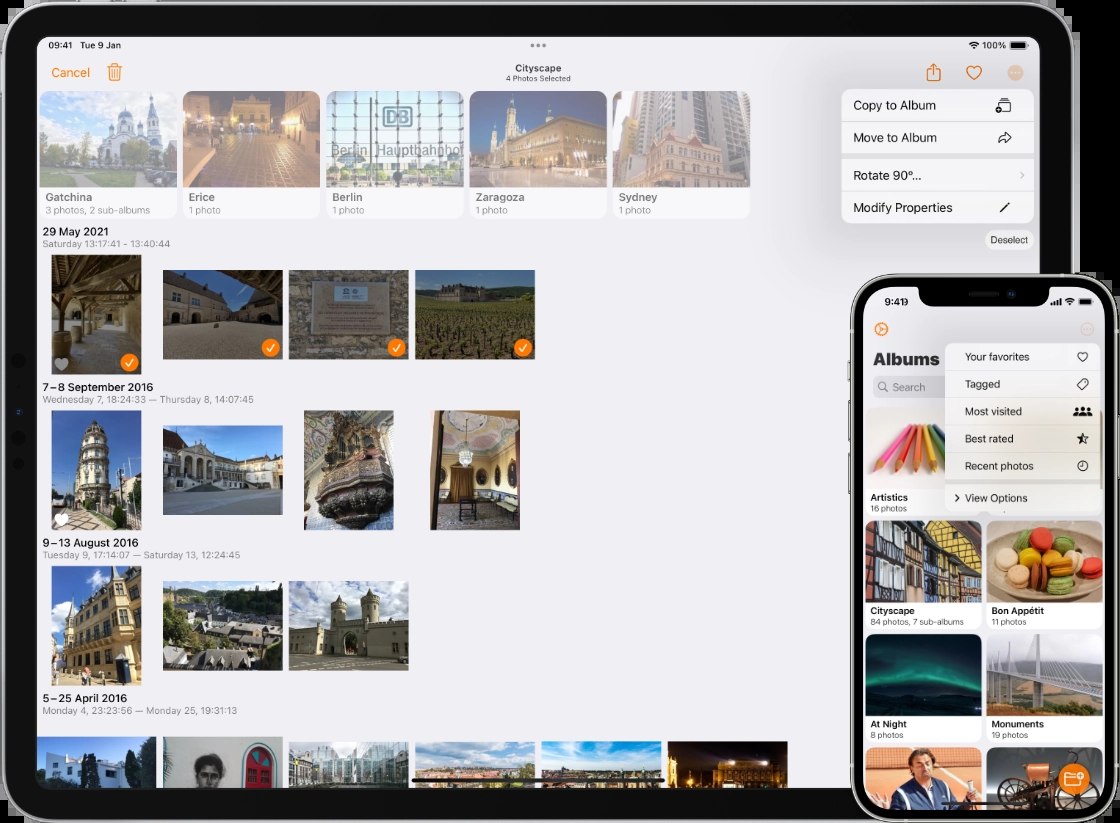 09:41 Tue 9 Jan
100%
Cancel
Cityscape
4 Photos Selected
Copy to Album
Move to Album
Rotate 90°...
Modify Properties
Deselect
DB
Berlin Hauptbahnhof
Gatchina
3 photos, 2 sub-albums
Erice
1 photo
Berlin
1 photo
Zaragoza
1 photo
Sydney
1 photo
29 May 2021
Saturday 13:17:41 - 13:40:44
7–8 September 2016
Wednesday 7, 18:24:33 — Thursday 8, 14:07:45
9–13 August 2016
Tuesday 9, 17:14:07 — Saturday 13, 12:24:45
5–25 April 2016
Monday 4, 23:23:56 — Monday 25, 19:31:13
Albums
Search
Your favorites
Tagged
Most visited
Best rated
Recent photos
View Options
Artistics
16 photos
Cityscape
84 photos, 7 sub-albums
Bon Appétit
11 photos
At Night
8 photos
Monuments
19 photos